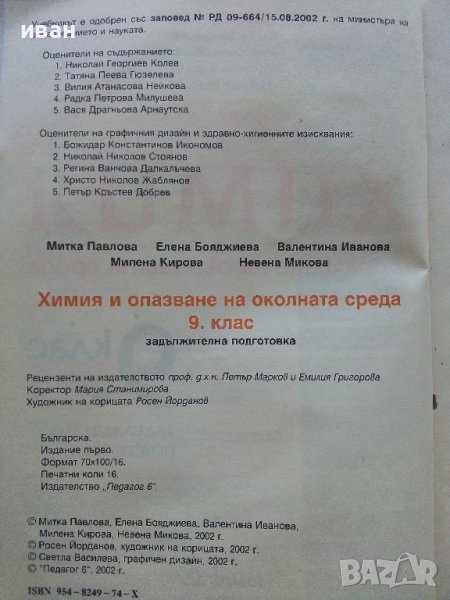 иван
Учебникът е одобрен със заповед № РД 09-664/15.08.2002 г. на министъра на
и науката.
Оценители на съдържанието:
1. Николай Георгиев Колев
2. Татяна Пеева Гюзелева
3. Вилия Атанасова Нейкова
4. Радка Петрова Милушева
5. Вася Драгньова Арнаутска
Оценители на графичния дизайн и здравно-хигиенните изисквания:
1. Божидар Константинов Икономов
2. Николай Николов Стоянов
3. Регина Ванчова Далкалъчева
4. Христо Николов Жаблянов
5. Петър Кръстев Добрев
Митка Павлова Елена Бояджиева Валентина Иванова
Милена Кирова Невена Микова
Химия и опазване на околната среда
9. клас
задължителна подготовка
Рецензенти на издателството проф. д.х.н. Петър Марков и Емилия Григорова
Коректор Мария Станимирова
Художник на корицата Росен Йорданов
Българска.
Издание първо.
Формат 70х100/16.
Печатни коли 16.
Издателство „Педагог 6".
© Митка Павлова, Елена Бояджиева, Валентина Иванова,
Милена Кирова, Невена Микова, 2002 г.
© Росен Йорданов, художник на корицата, 2002 г.
© Светла Василева, графичен дизайн, 2002 г.
© "Педагог 6", 2002 г.
ISBN 954-8249-74-X
BAZAR